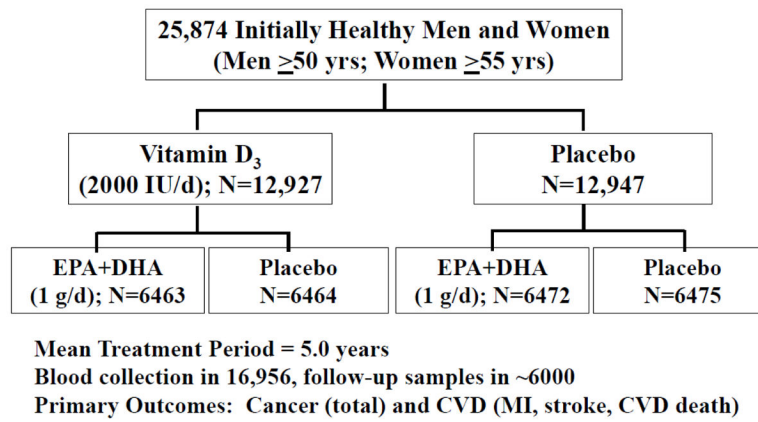 25,874 Initially Healthy Men and Women
(Men ≥50 yrs; Women ≥55 yrs)
Vitamin D₃
(2000 IU/d); N=12,927
Placebo
N=12,947
EPA+DHA
(1 g/d); N=6463
Placebo
N=6464
EPA+DHA
(1 g/d); N=6472
Placebo
N=6475
Mean Treatment Period = 5.0 years
Blood collection in 16,956, follow-up samples in ~6000
Primary Outcomes:  Cancer (total) and CVD (MI, stroke, CVD death)